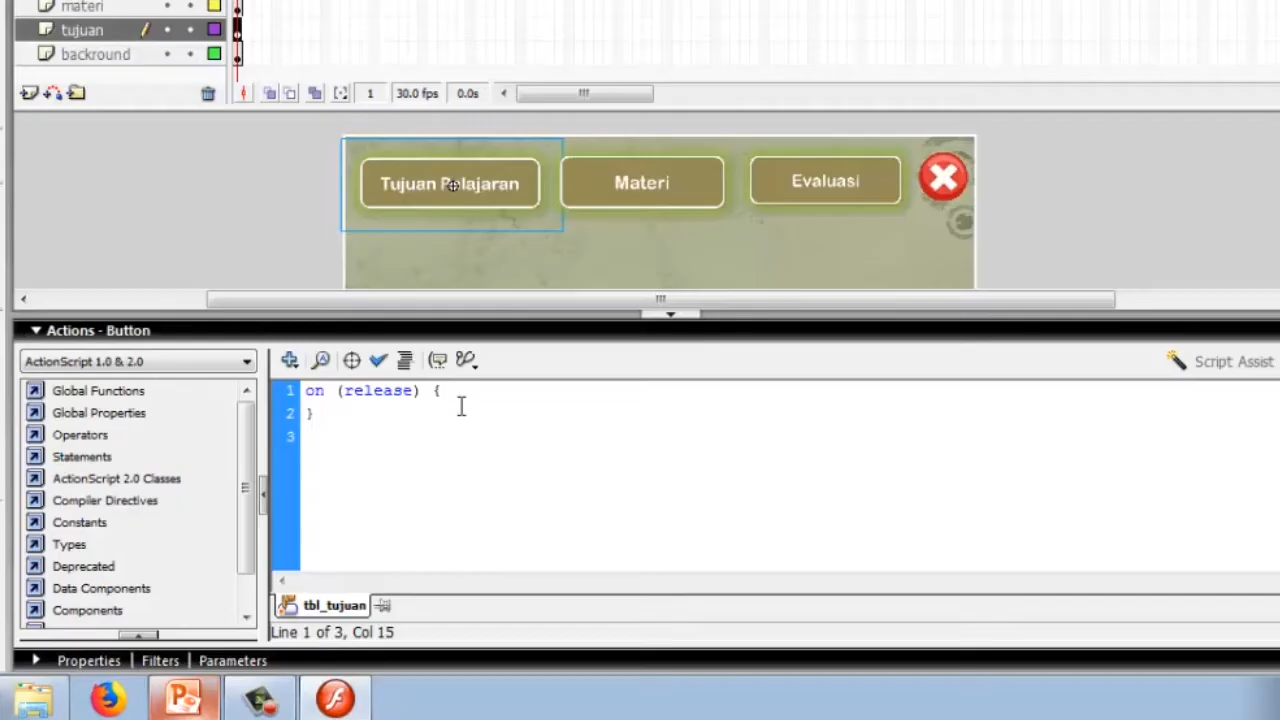 materi
tujuan
backround
1 30.0 fps 0.0s
Tujuan Pelajaran Materi Evaluasi
Actions - Button
ActionScript 1.0 & 2.0
Script Assist
Global Functions
Global Properties
Operators
Statements
ActionScript 2.0 Classes
Compiler Directives
Constants
Types
Deprecated
Data Components
Components
1 on (release) {
2 }
3
tbl_tujuan
Line 1 of 3, Col 15
Properties | Filters | Parameters